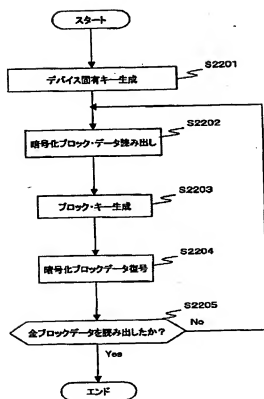 スタート
S2201
デバイス固有キー生成
S2202
暗号化ブロック・データ読み出し
S2203
ブロック・キー生成
S2204
暗号化ブロックデータ復号
S2205
全ブロックデータを読み出したか?
No
Yes
エンド